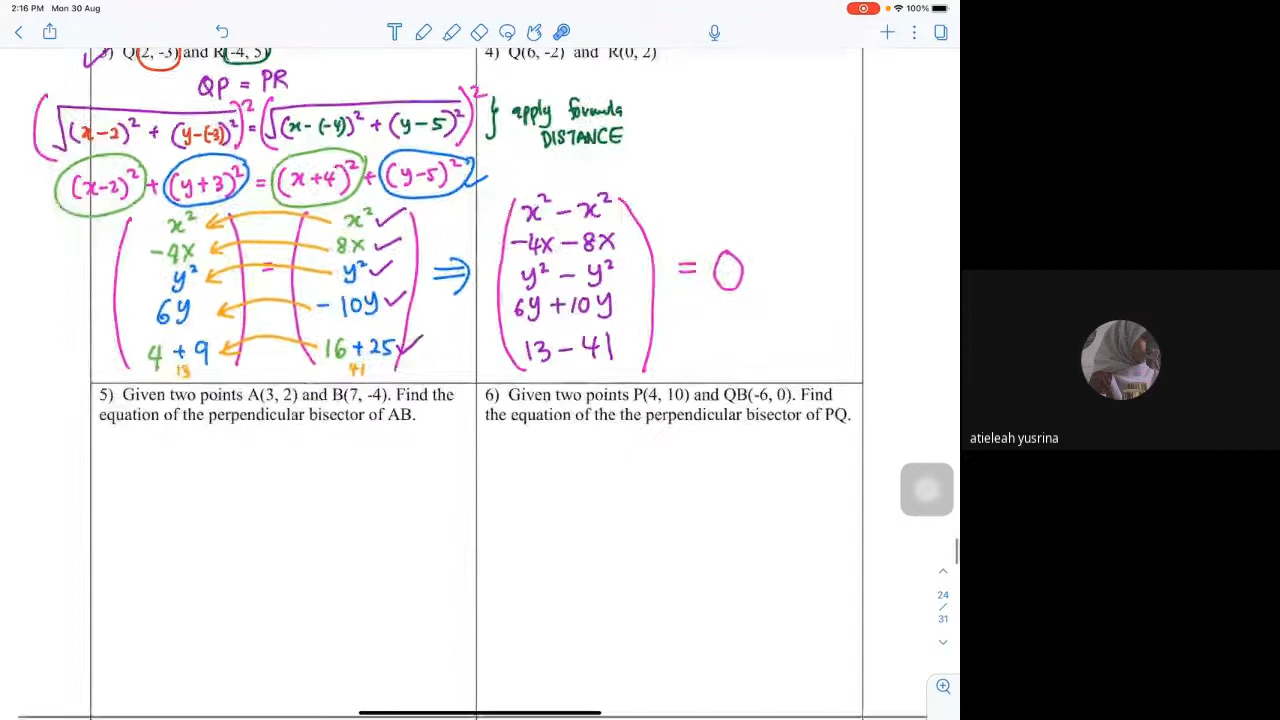 2:16 PM Mon 30 Aug
100%
3) Q(2, -3) and R(-4, 5)
4) Q(6, -2) and R(0, 2)
QP = PR
(√(x-2)² + (y-(-3))²)² = (√(x-(-4))² + (y-5)²)² } apply formula
DISTANCE
(x-2)² + (y+3)² = (x+4)² + (y-5)²
x² x² x² - x²
-4x 8x -4x - 8x
y² = y² ⇒ y² - y² = 0
6y - 10y 6y + 10y
4 + 9 16 + 25 13 - 41
13 41
5) Given two points A(3, 2) and B(7, -4). Find the
equation of the perpendicular bisector of AB.
6) Given two points P(4, 10) and QB(-6, 0). Find
the equation of the the perpendicular bisector of PQ.
atieleah yusrina
24
/
31